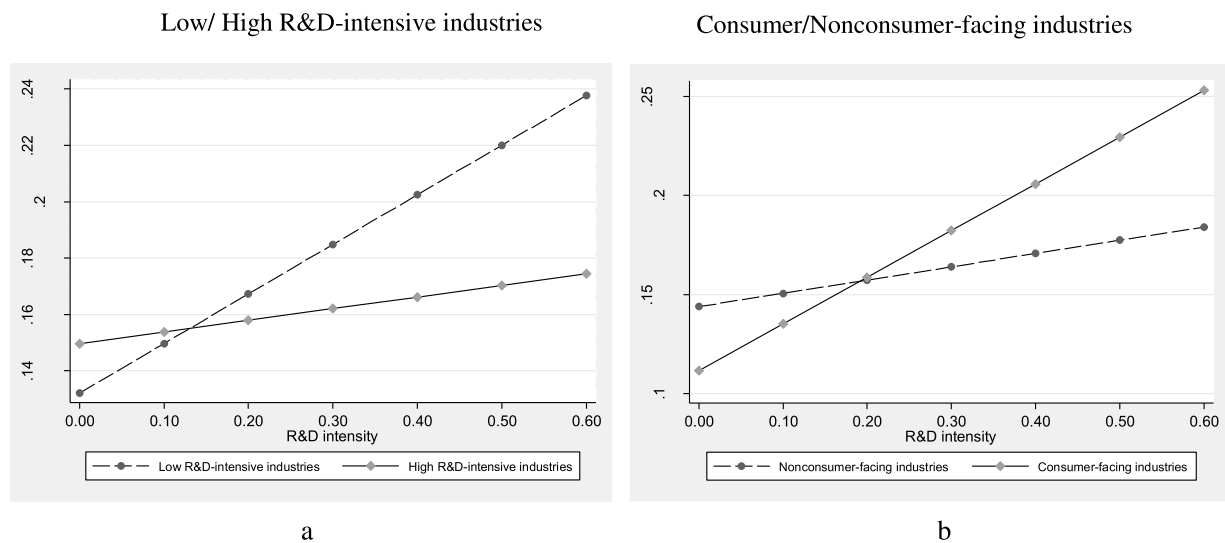 Low/ High R&D-intensive industries
.24
.22
.2
.18
.16
.14
0.00 0.10 0.20 0.30 0.40 0.50 0.60
R&D intensity
Low R&D-intensive industries High R&D-intensive industries
a
Consumer/Nonconsumer-facing industries
.25
.2
.15
.1
0.00 0.10 0.20 0.30 0.40 0.50 0.60
R&D intensity
Nonconsumer-facing industries Consumer-facing industries
b